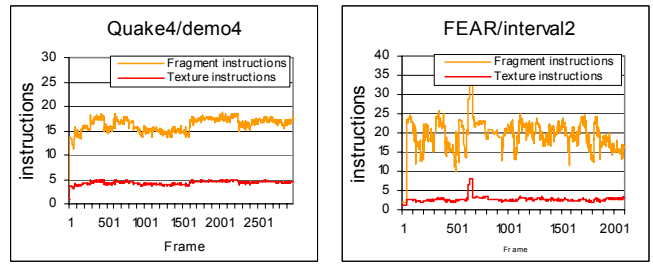 Quake4/demo4
30
25
20
15
10
5
0
instructions
Fragment instructions
Texture instructions
1 501 1001 1501 2001 2501
Frame
FEAR/interval2
40
35
30
25
20
15
10
5
0
instructions
Fragment instructions
Texture instructions
1 501 1001 1501 2101
Frame